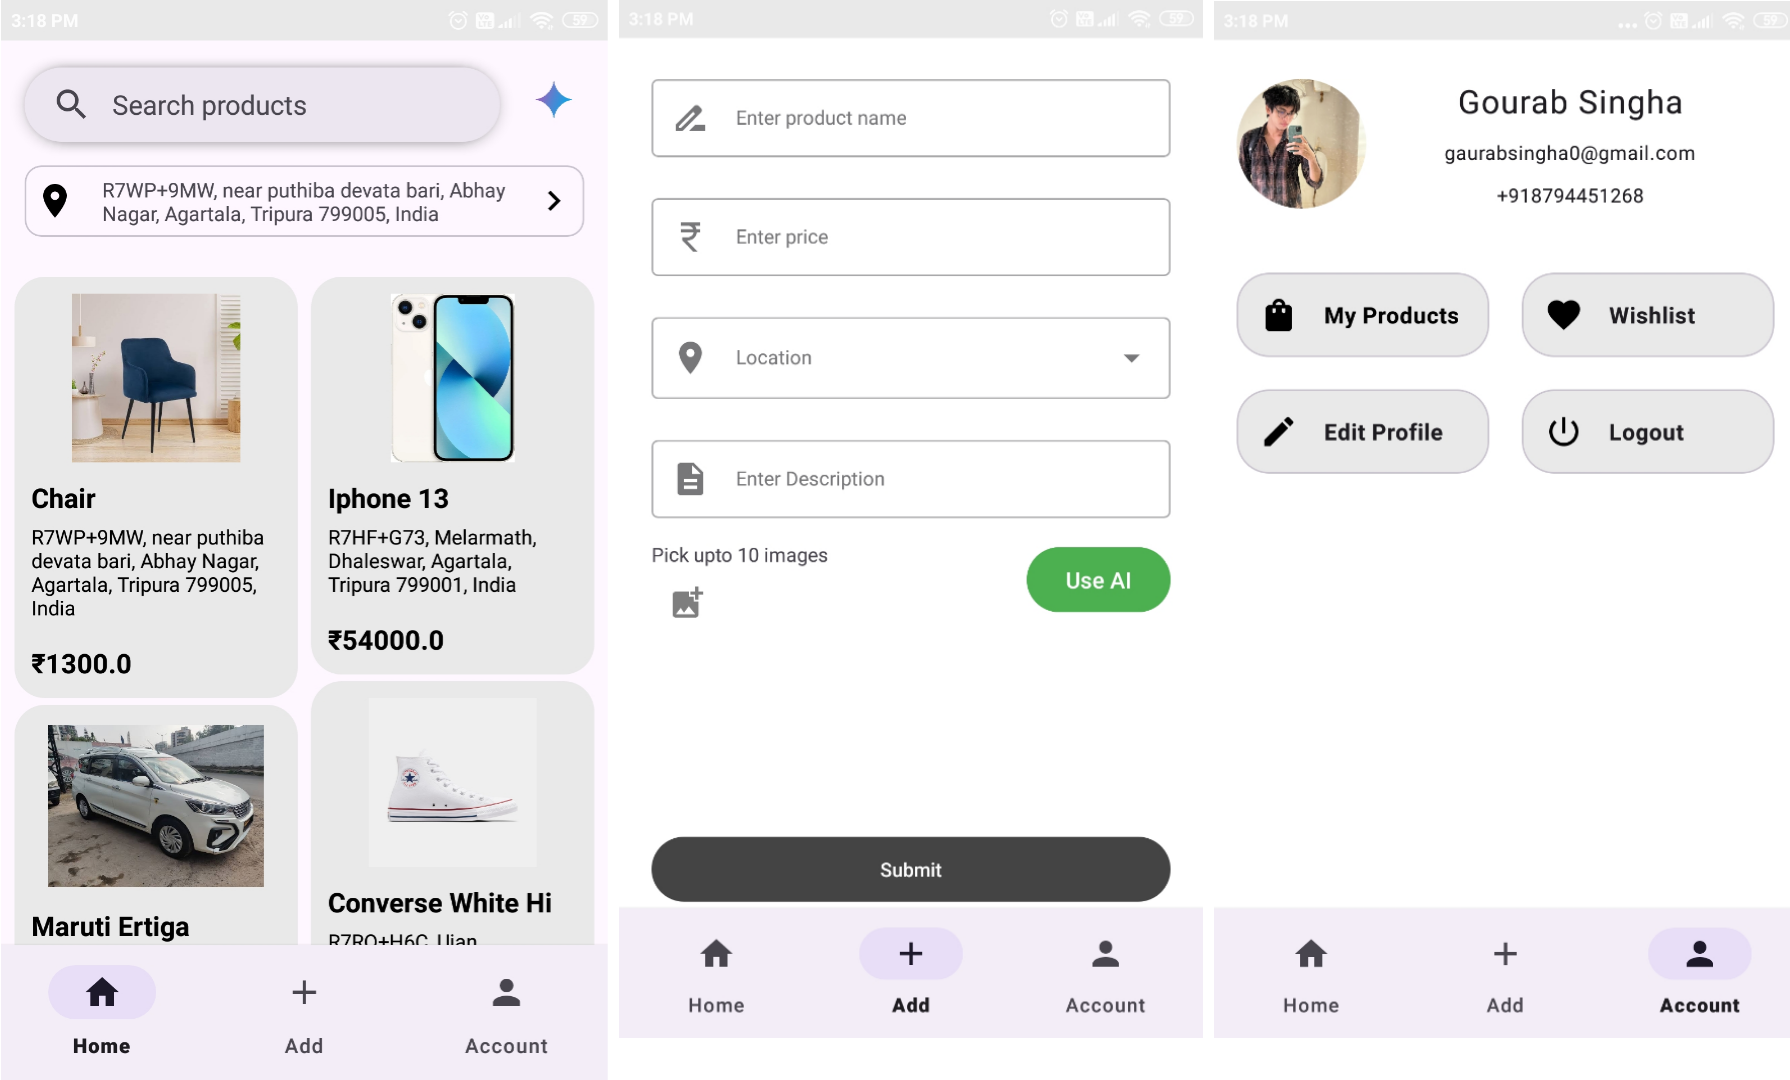 3:18 PM
59
Search products
R7WP+9MW, near puthiba devata bari, Abhay
Nagar, Agartala, Tripura 799005, India
Chair
R7WP+9MW, near puthiba
devata bari, Abhay Nagar,
Agartala, Tripura 799005,
India
₹1300.0
Iphone 13
R7HF+G73, Melarmath,
Dhaleswar, Agartala,
Tripura 799001, India
₹54000.0
Maruti Ertiga
Converse White Hi
Home
Add
Account
3:18 PM
59
Enter product name
₹
Enter price
Location
Enter Description
Pick upto 10 images
Use AI
Submit
Home
Add
Account
3:18 PM
59
Gourab Singha
gaurabsingha0@gmail.com
+918794451268
My Products
Wishlist
Edit Profile
Logout
Home
Add
Account